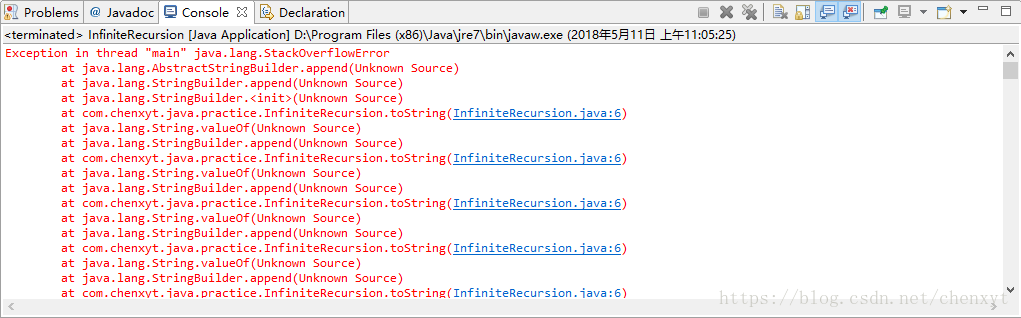 Problems @ Javadoc Console Declaration
<terminated> InfiniteRecursion [Java Application] D:\Program Files (x86)\Java\jre7\bin\javaw.exe (2018年5月11日 上午11:05:25)
Exception in thread "main" java.lang.StackOverflowError
at java.lang.AbstractStringBuilder.append(Unknown Source)
at java.lang.StringBuilder.append(Unknown Source)
at java.lang.StringBuilder.<init>(Unknown Source)
at com.chenxyt.java.practice.InfiniteRecursion.toString(InfiniteRecursion.java:6)
at java.lang.String.valueOf(Unknown Source)
at java.lang.StringBuilder.append(Unknown Source)
at com.chenxyt.java.practice.InfiniteRecursion.toString(InfiniteRecursion.java:6)
at java.lang.String.valueOf(Unknown Source)
at java.lang.StringBuilder.append(Unknown Source)
at com.chenxyt.java.practice.InfiniteRecursion.toString(InfiniteRecursion.java:6)
at java.lang.String.valueOf(Unknown Source)
at java.lang.StringBuilder.append(Unknown Source)
at com.chenxyt.java.practice.InfiniteRecursion.toString(InfiniteRecursion.java:6)
at java.lang.String.valueOf(Unknown Source)
at java.lang.StringBuilder.append(Unknown Source)
at com.chenxyt.java.practice.InfiniteRecursion.toString(InfiniteRecursion.java:6)
https://blog.csdn.net/chenxyt